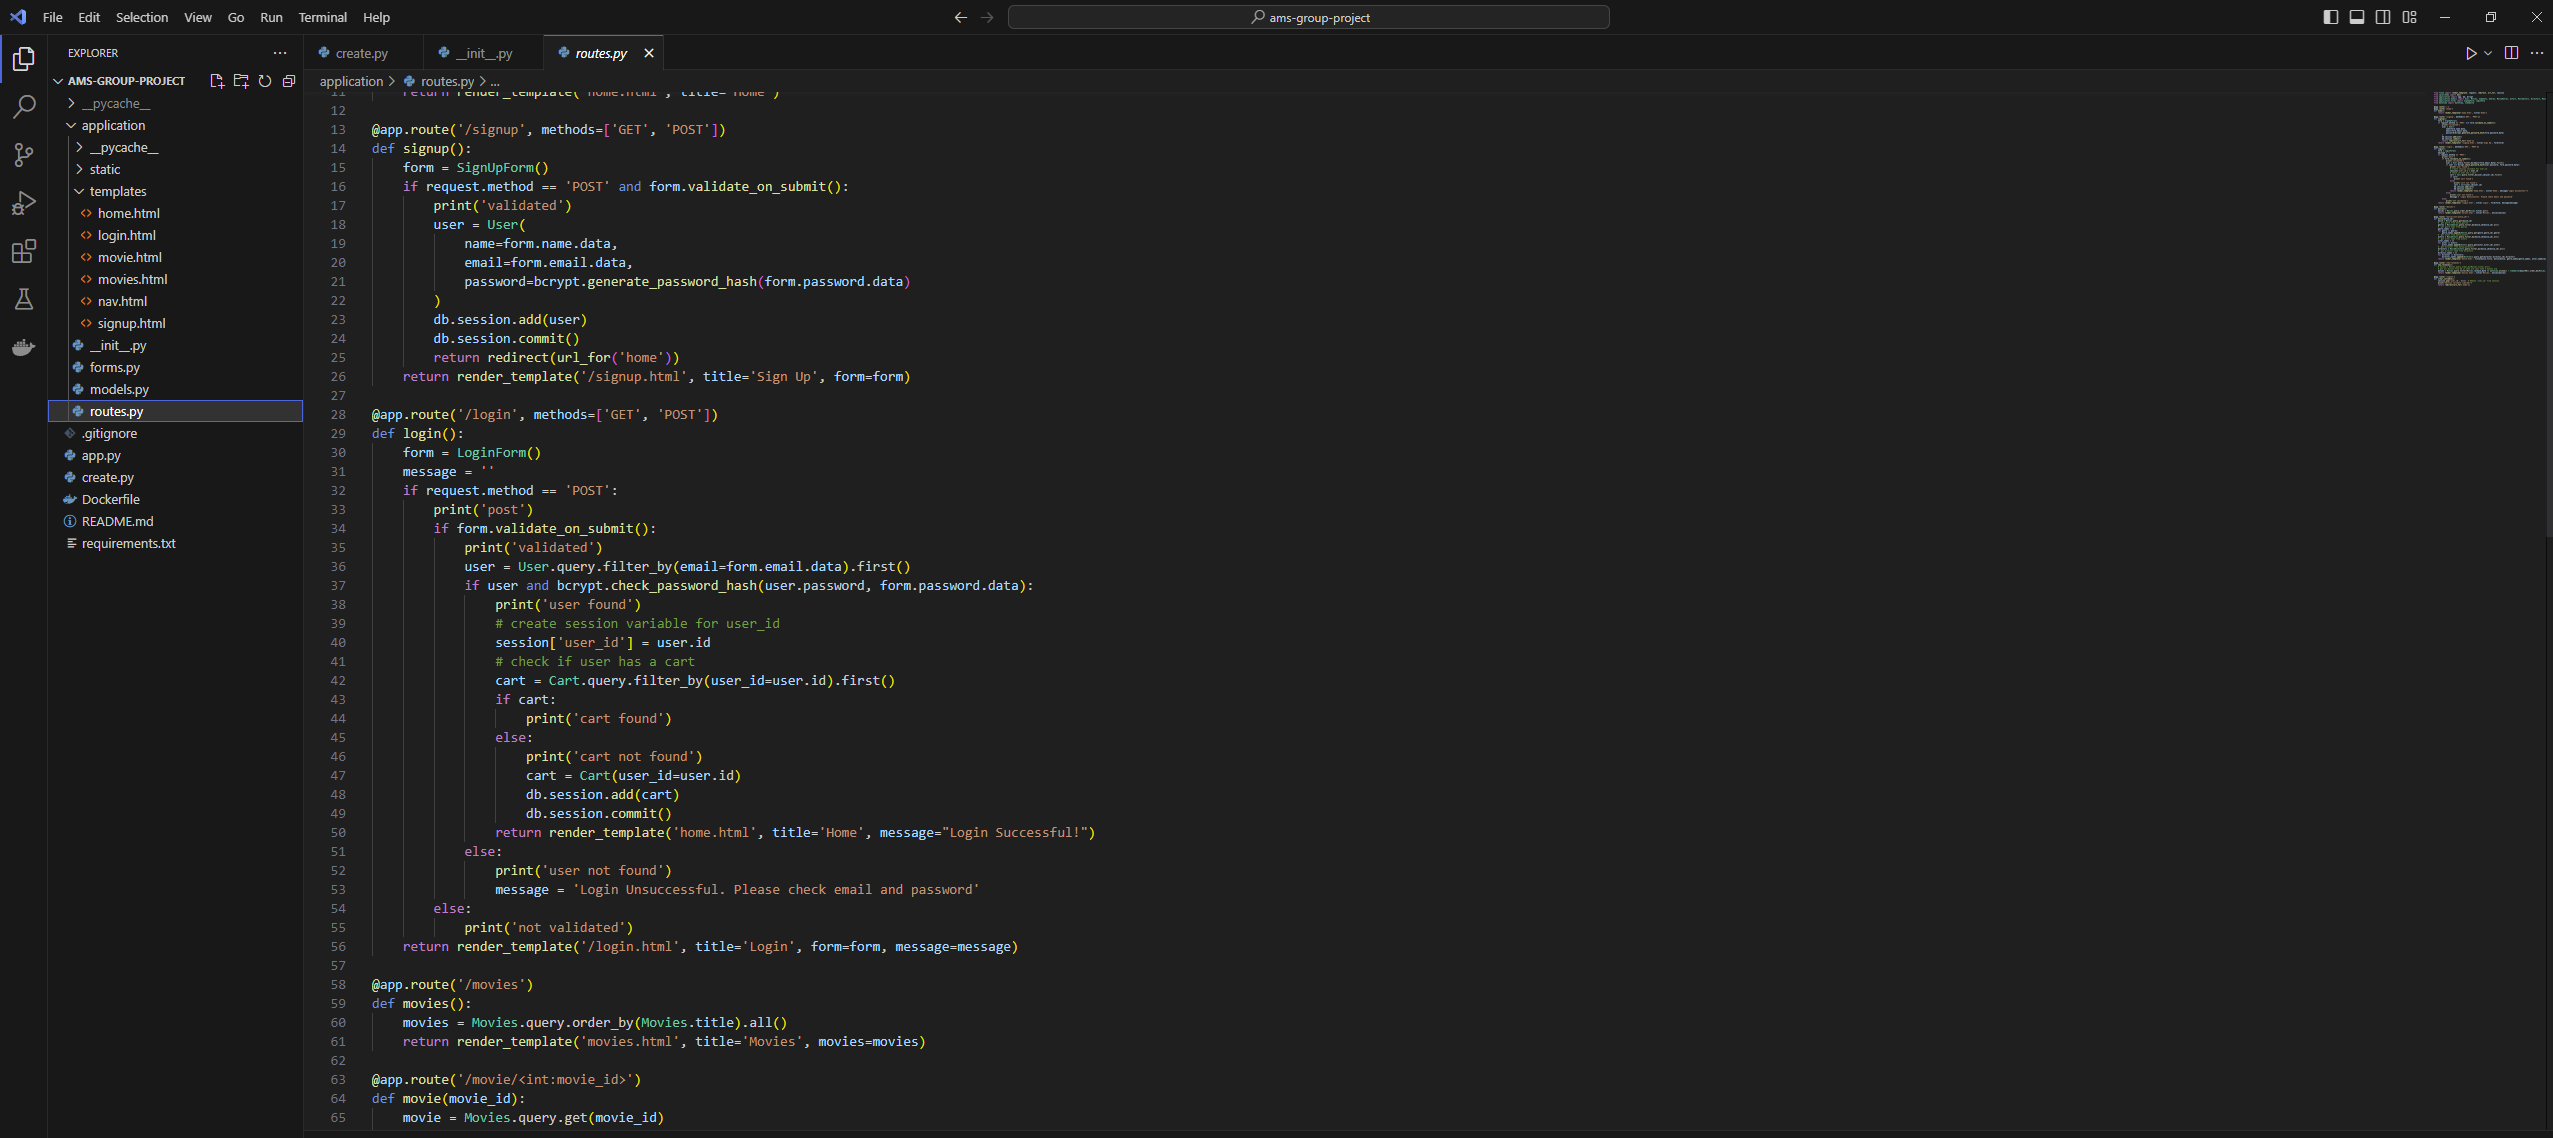 File Edit Selection View Go Run Terminal Help
ams-group-project
EXPLORER
AMS-GROUP-PROJECT
__pycache__
application
__pycache__
static
templates
home.html
login.html
movie.html
movies.html
nav.html
signup.html
__init__.py
forms.py
models.py
routes.py
.gitignore
app.py
create.py
Dockerfile
README.md
requirements.txt
create.py __init__.py routes.py
application > routes.py > ...
11 return render_template('home.html', title='Home')
12
13 @app.route('/signup', methods=['GET', 'POST'])
14 def signup():
15 form = SignUpForm()
16 if request.method == 'POST' and form.validate_on_submit():
17 print('validated')
18 user = User(
19 name=form.name.data,
20 email=form.email.data,
21 password=bcrypt.generate_password_hash(form.password.data)
22 )
23 db.session.add(user)
24 db.session.commit()
25 return redirect(url_for('home'))
26 return render_template('/signup.html', title='Sign Up', form=form)
27
28 @app.route('/login', methods=['GET', 'POST'])
29 def login():
30 form = LoginForm()
31 message = ''
32 if request.method == 'POST':
33 print('post')
34 if form.validate_on_submit():
35 print('validated')
36 user = User.query.filter_by(email=form.email.data).first()
37 if user and bcrypt.check_password_hash(user.password, form.password.data):
38 print('user found')
39 # create session variable for user_id
40 session['user_id'] = user.id
41 # check if user has a cart
42 cart = Cart.query.filter_by(user_id=user.id).first()
43 if cart:
44 print('cart found')
45 else:
46 print('cart not found')
47 cart = Cart(user_id=user.id)
48 db.session.add(cart)
49 db.session.commit()
50 return render_template('home.html', title='Home', message="Login Successful!")
51 else:
52 print('user not found')
53 message = 'Login Unsuccessful. Please check email and password'
54 else:
55 print('not validated')
56 return render_template('/login.html', title='Login', form=form, message=message)
57
58 @app.route('/movies')
59 def movies():
60 movies = Movies.query.order_by(Movies.title).all()
61 return render_template('movies.html', title='Movies', movies=movies)
62
63 @app.route('/movie/<int:movie_id>')
64 def movie(movie_id):
65 movie = Movies.query.get(movie_id)